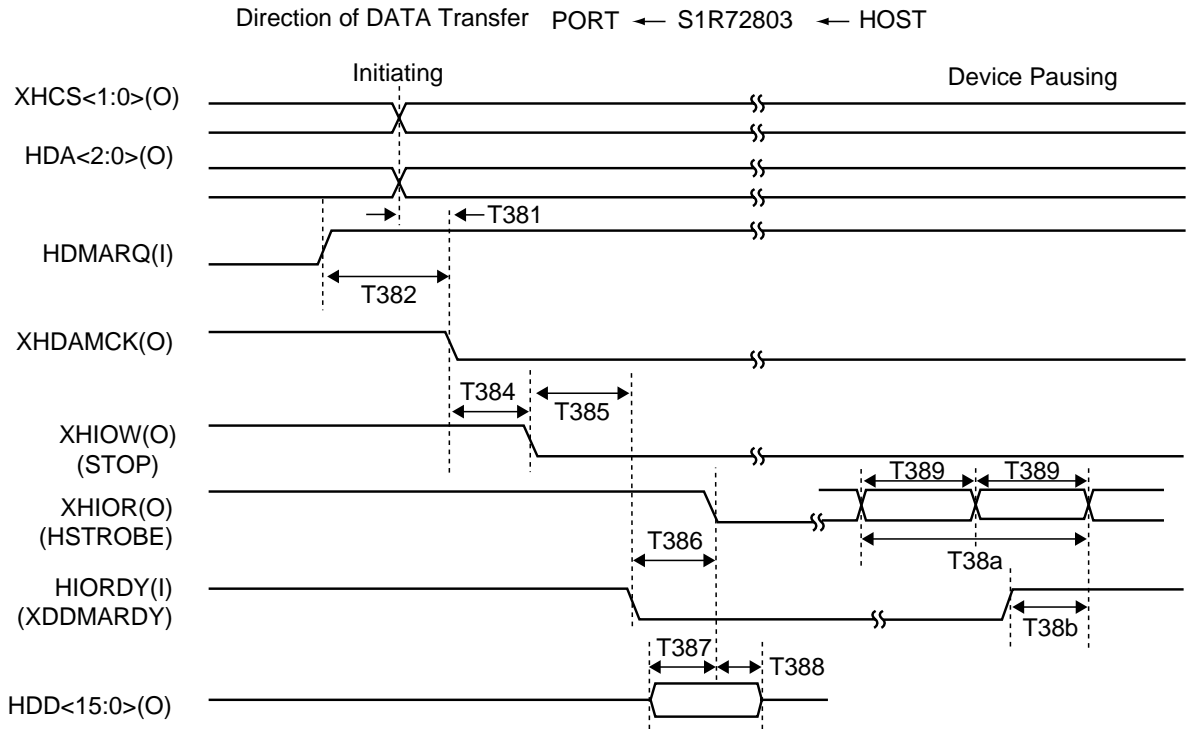 Direction of DATA Transfer PORT ← S1R72803 ← HOST
Initiating
Device Pausing
XHCS<1:0>(O)
HDA<2:0>(O)
T381
HDMARQ(I)
T382
XHDAMCK(O)
T384
T385
XHIOW(O)
(STOP)
T389
T389
XHIOR(O)
(HSTROBE)
T386
T38a
HIORDY(I)
(XDDMARDY)
T38b
T387
T388
HDD<15:0>(O)